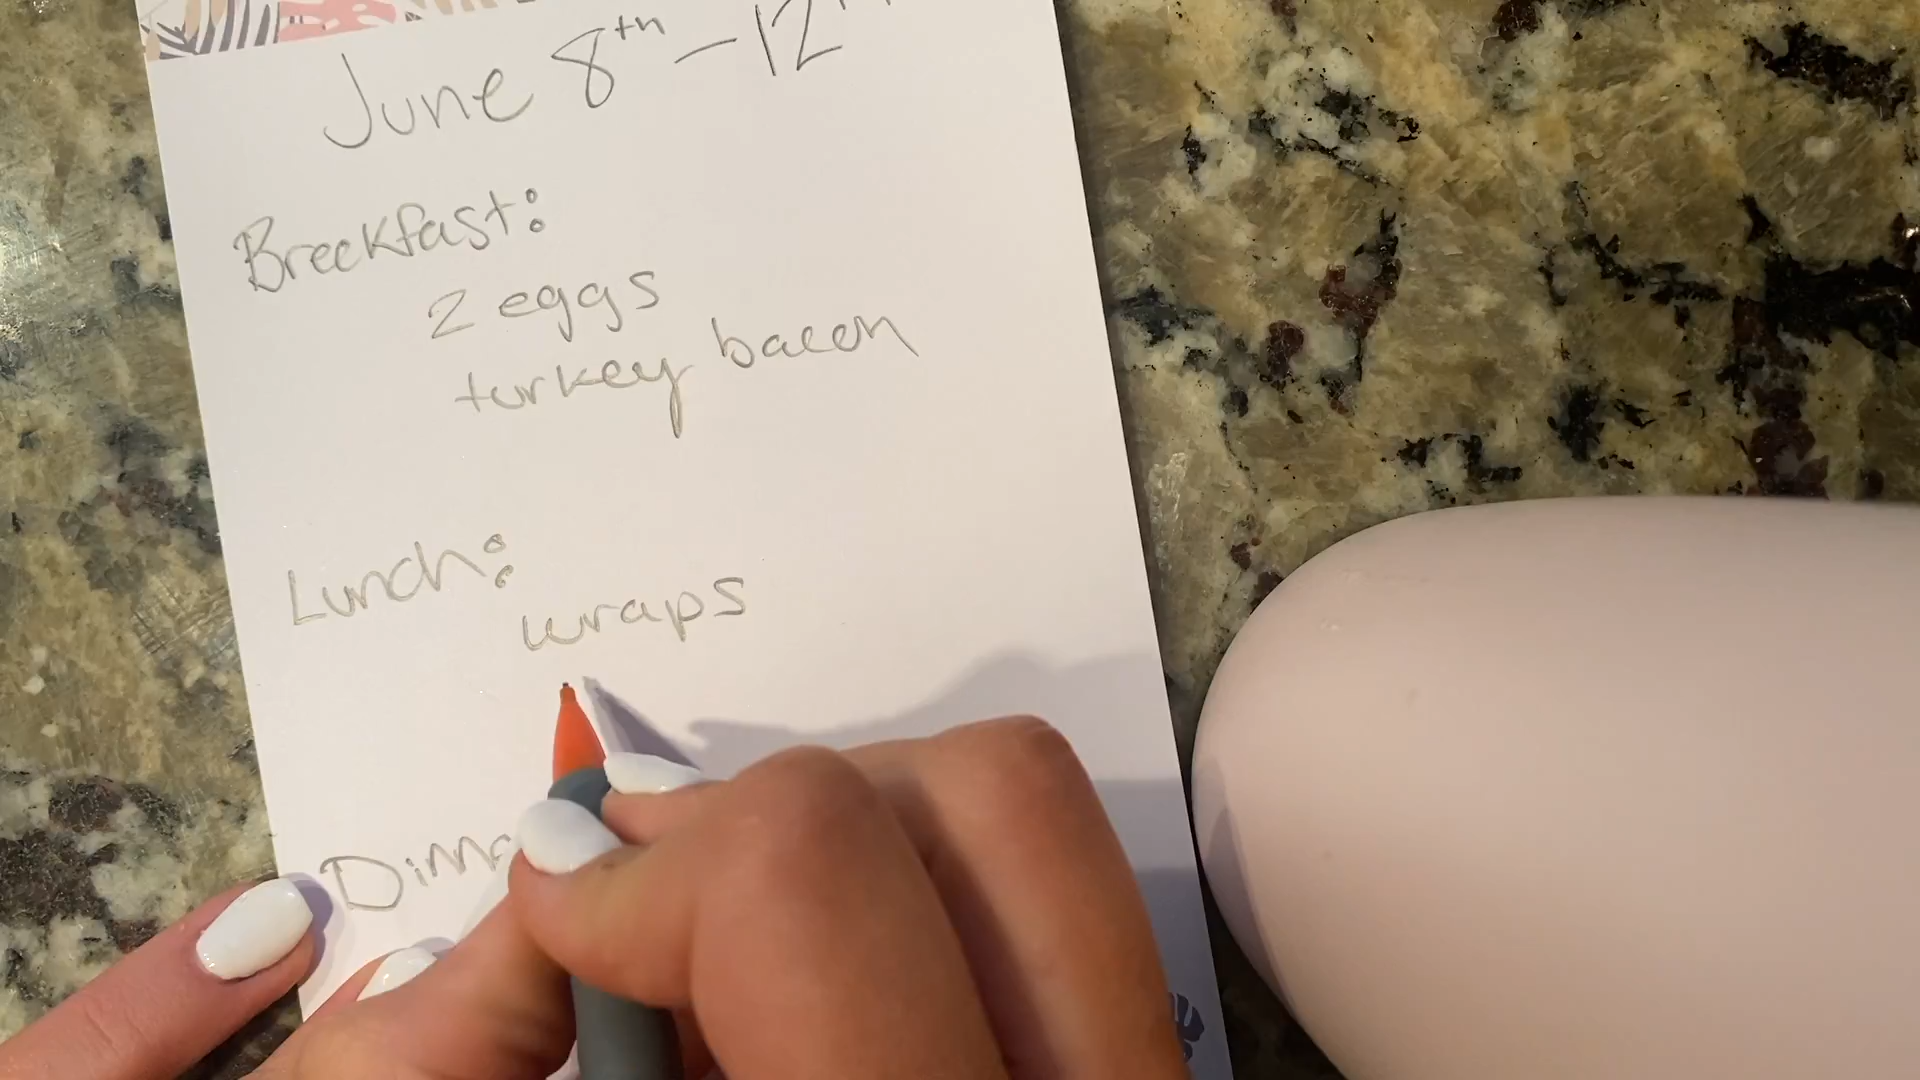 June 8th - 12th
Breakfast:
2 eggs
turkey bacon
Lunch:
wraps